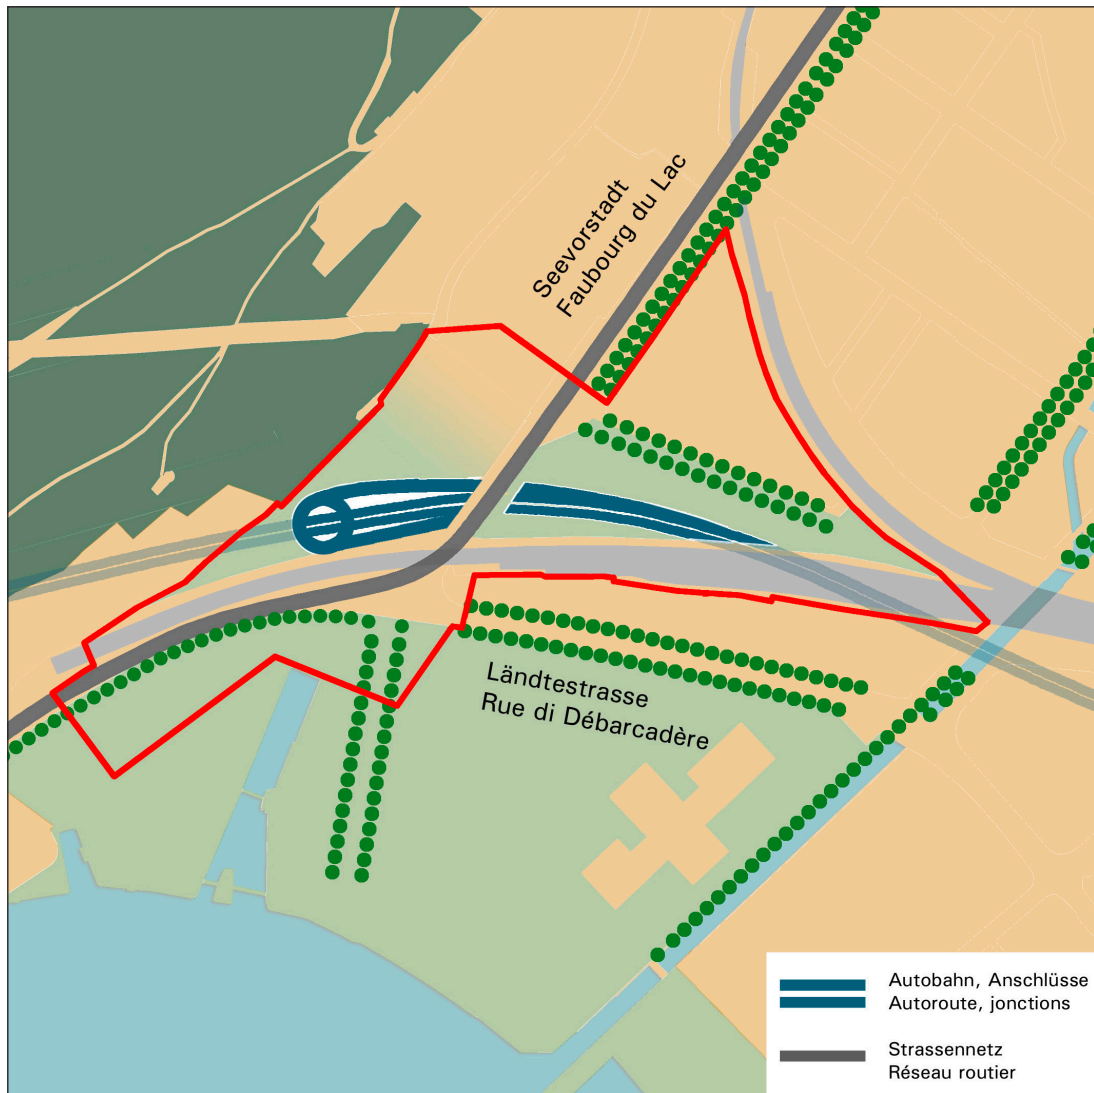 Seevorstadt
Faubourg du Lac
Ländtestrasse
Rue di Débarcadère
Autobahn, Anschlüsse
Autoroute, jonctions
Strassennetz
Réseau routier